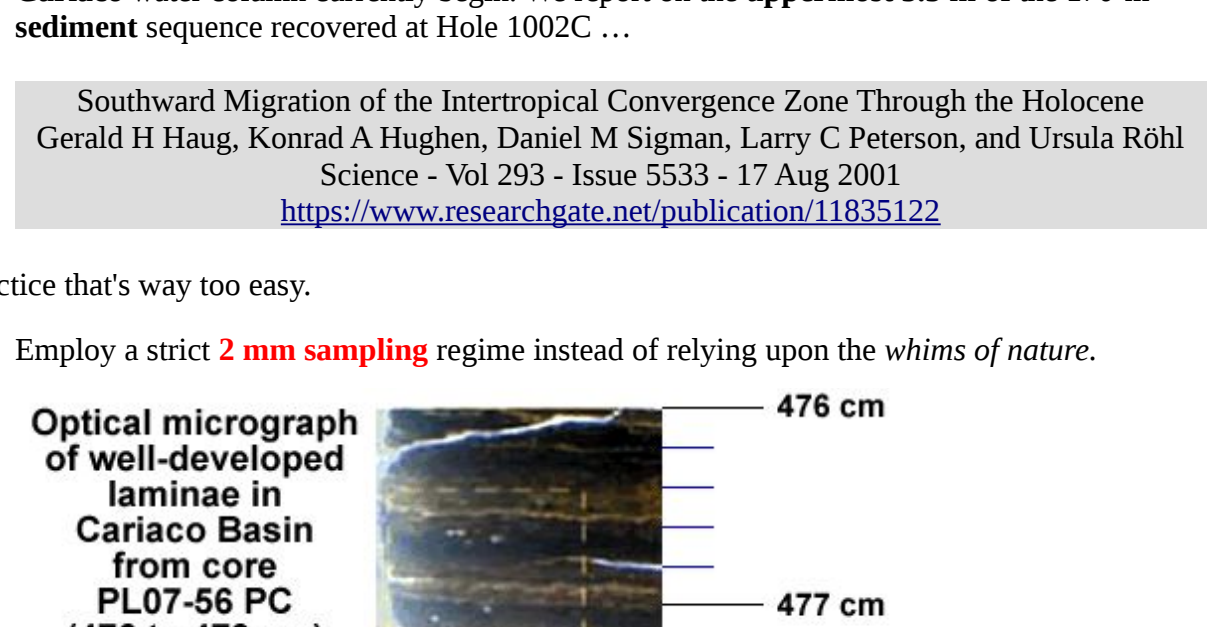 sediment sequence recovered at Hole 1002C …
Southward Migration of the Intertropical Convergence Zone Through the Holocene
Gerald H Haug, Konrad A Hughen, Daniel M Sigman, Larry C Peterson, and Ursula Röhl
Science - Vol 293 - Issue 5533 - 17 Aug 2001
https://www.researchgate.net/publication/11835122
that's way too easy.
Employ a strict 2 mm sampling regime instead of relying upon the whims of nature.
476 cm
Optical micrograph
of well-developed
laminae in
Cariaco Basin
from core
PL07-56 PC
477 cm